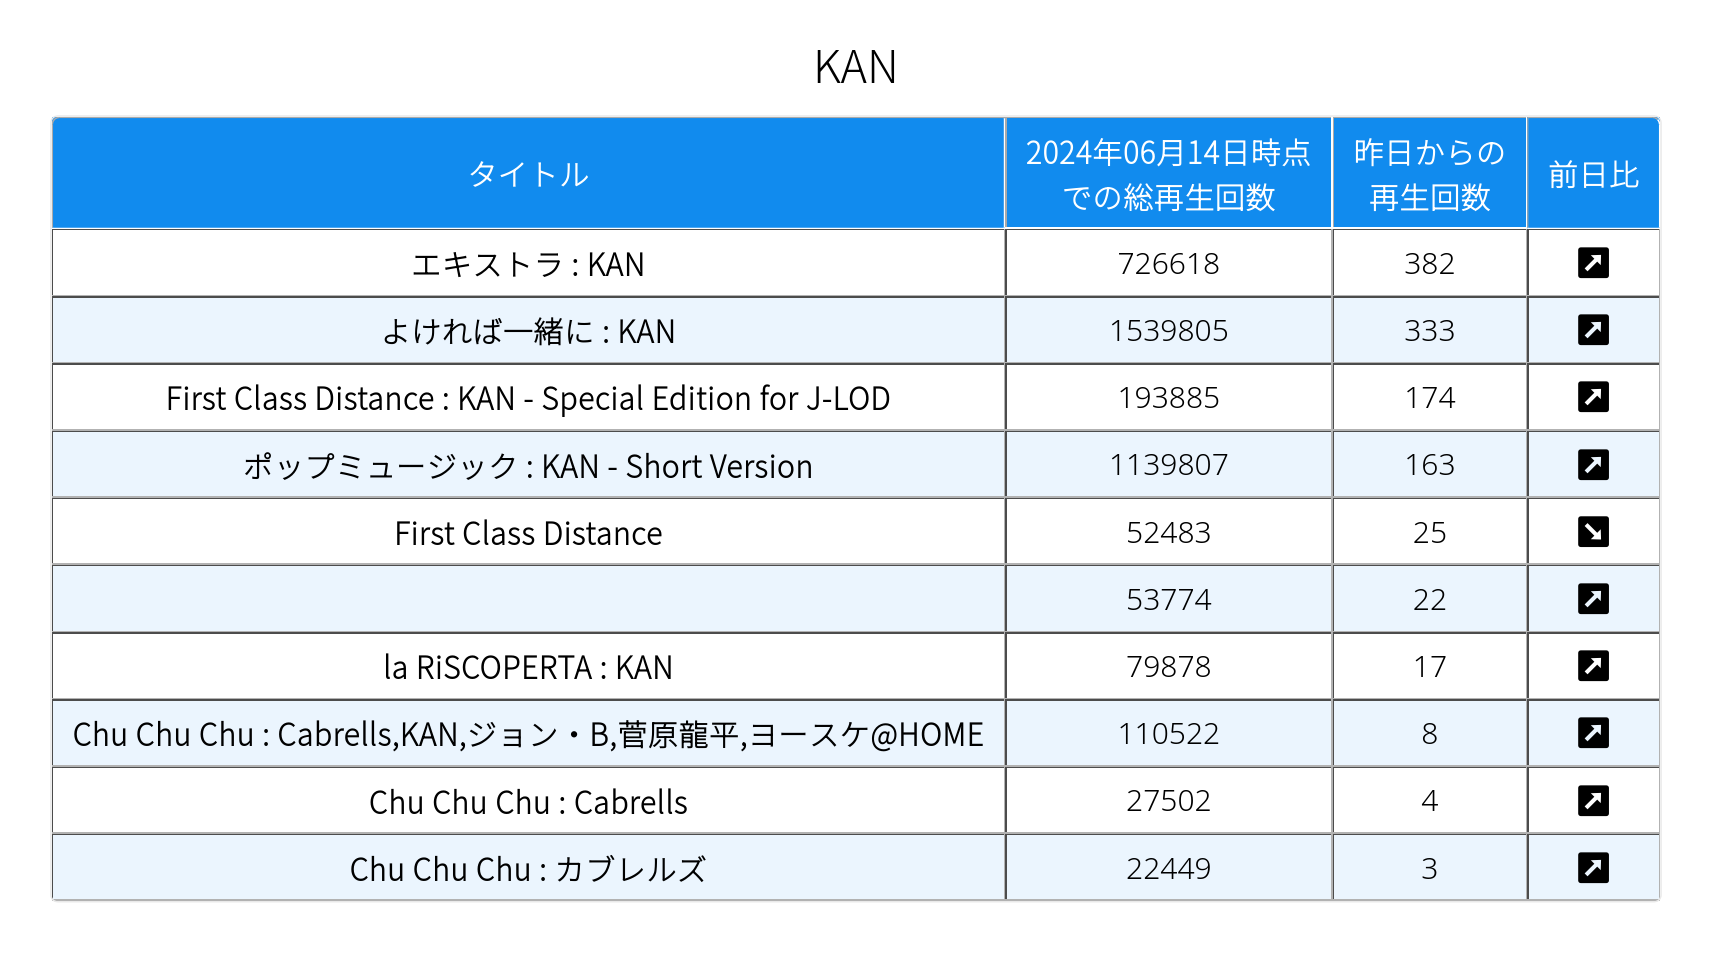 KAN
タイトル 2024年06月14日時点での総再生回数 昨日からの再生回数 前日比
エキストラ : KAN 726618 382
よければ一緒に : KAN 1539805 333
First Class Distance : KAN - Special Edition for J-LOD 193885 174
ポップミュージック : KAN - Short Version 1139807 163
First Class Distance 52483 25
53774 22
la RiSCOPERTA : KAN 79878 17
Chu Chu Chu : Cabrells,KAN,ジョン・B,菅原龍平,ヨースケ@HOME 110522 8
Chu Chu Chu : Cabrells 27502 4
Chu Chu Chu : カブレルズ 22449 3